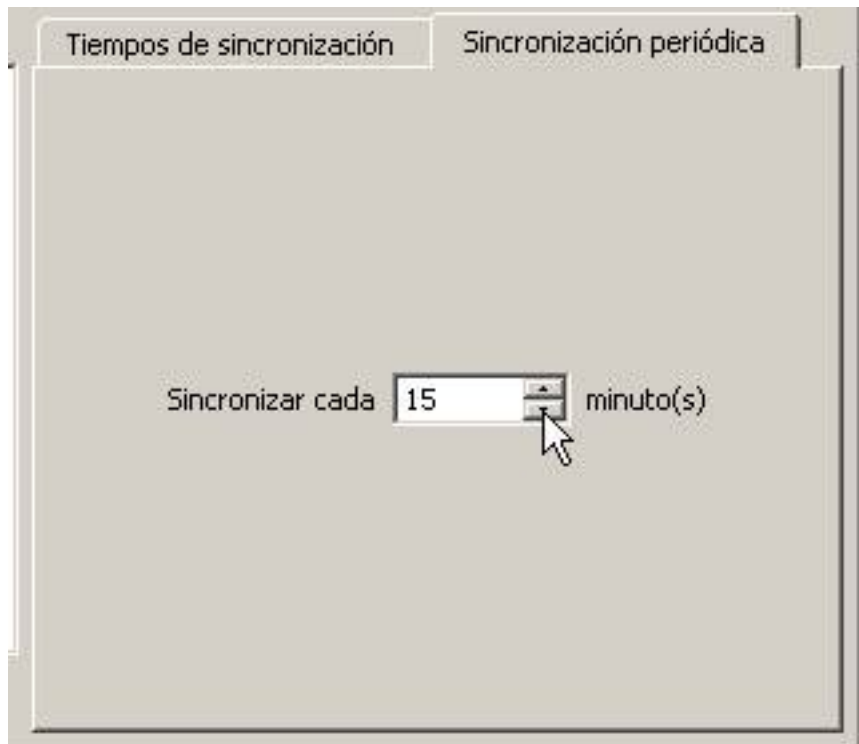 Tiempos de sincronización
Sincronización periódica
Sincronizar cada 15 minuto(s)